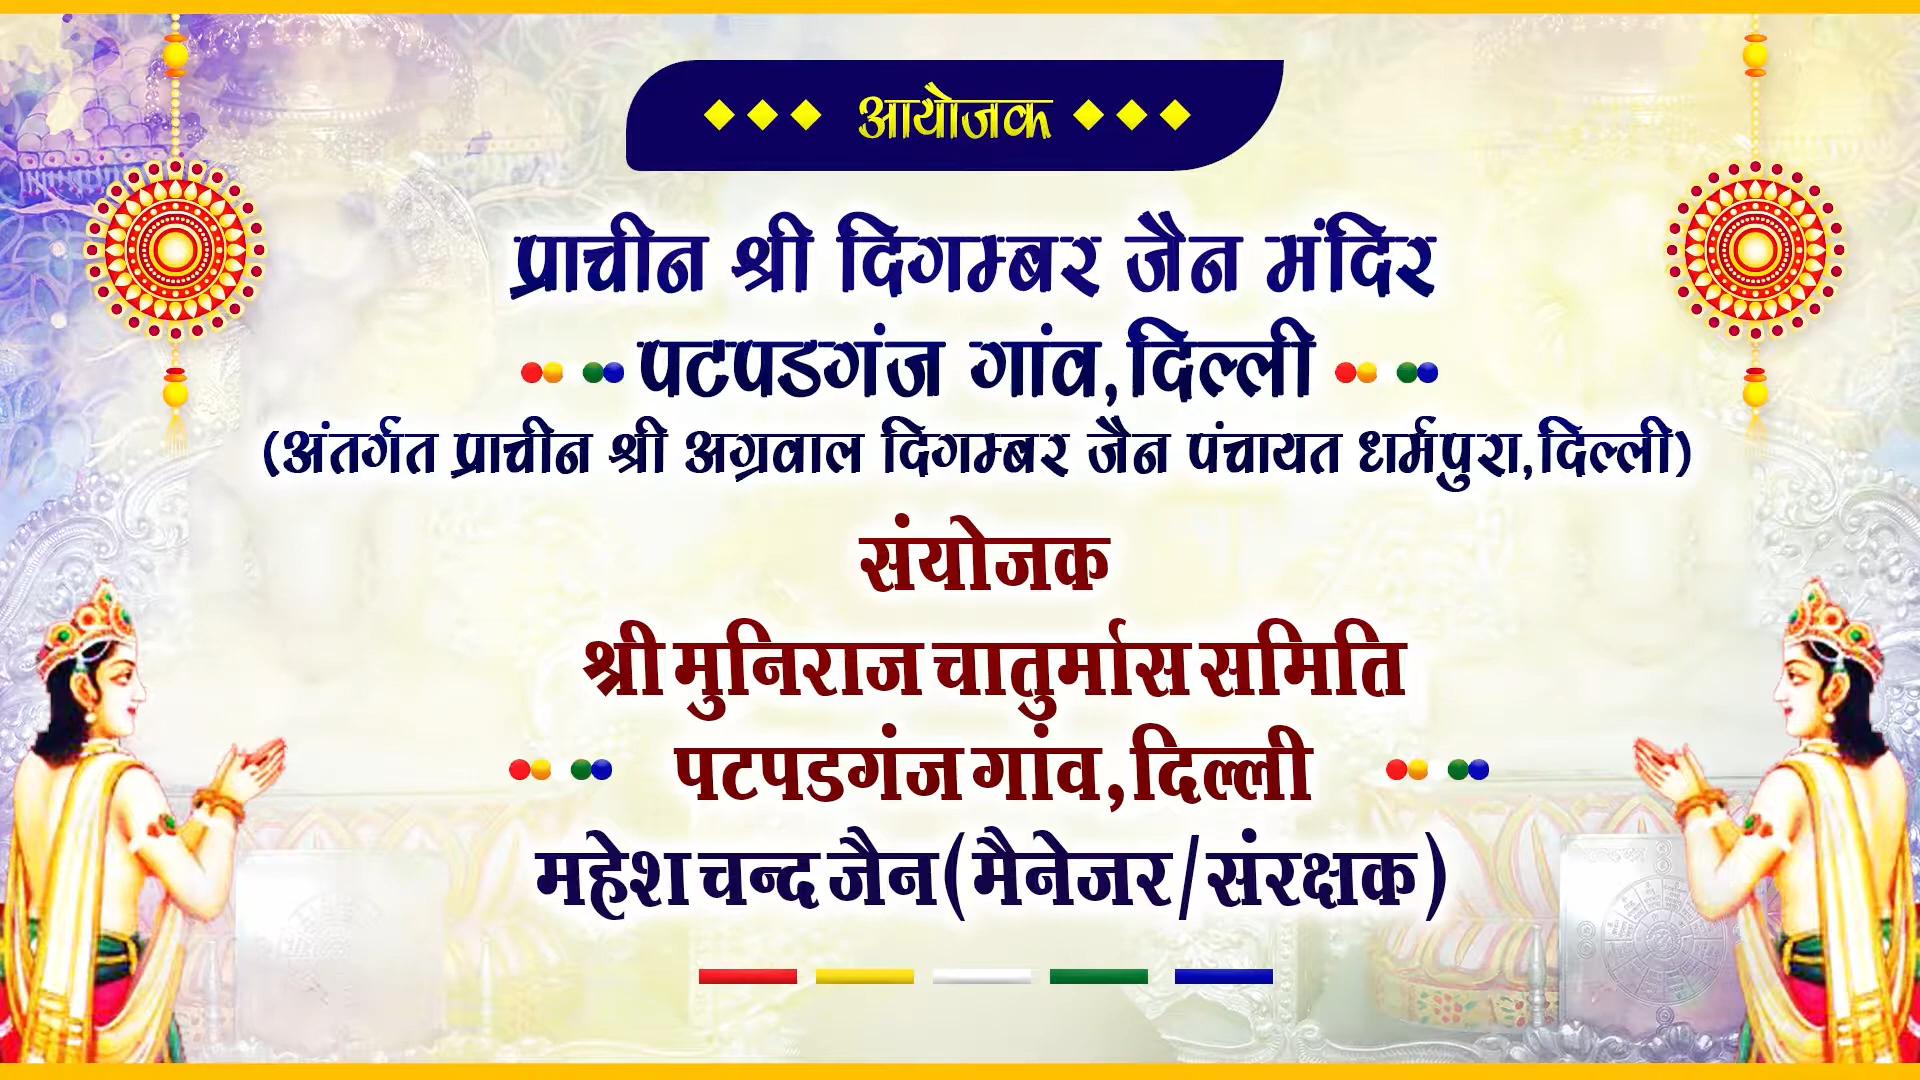 आयोजक
प्राचीन श्री दिगम्बर जैन मंदिर
पटपडगंज गांव,दिल्ली
(अंतर्गत प्राचीन श्री अग्रवाल दिगम्बर जैन पंचायत धर्मपुरा,दिल्ली)
संयोजक
श्री मुनिराज चातुर्मास समिति
पटपडगंज गांव,दिल्ली
महेश चन्द जैन(मैनेजर/संरक्षक)